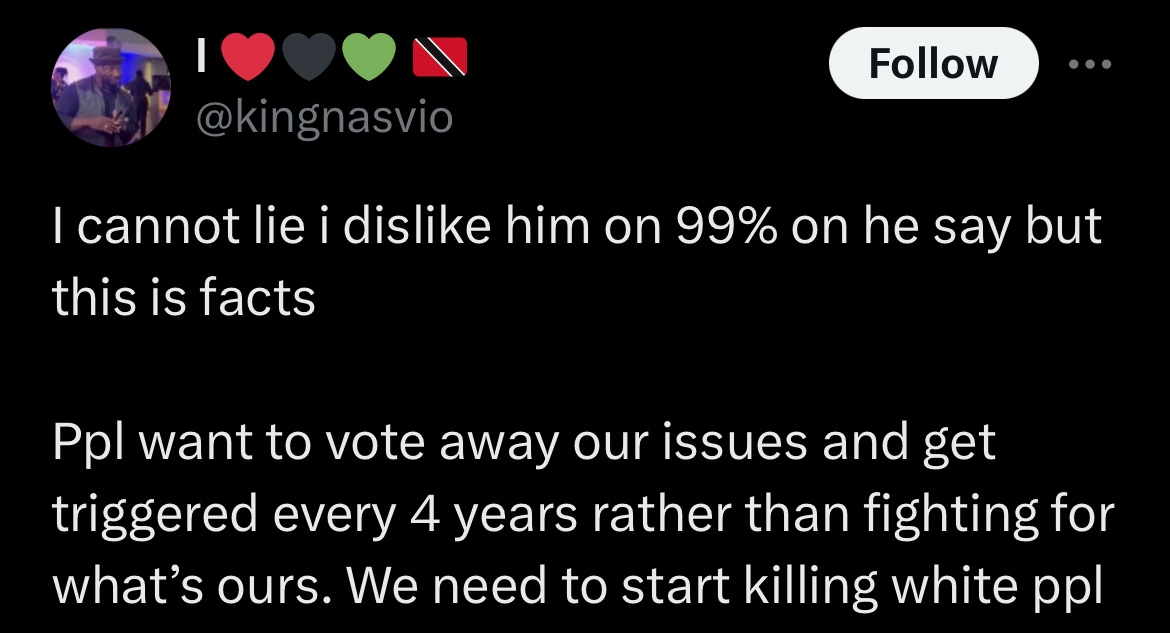 I ❤️🖤💚 🇹🇹
Follow
@kingnasvio
I cannot lie i dislike him on 99% on he say but
this is facts
Ppl want to vote away our issues and get
triggered every 4 years rather than fighting for
what’s ours. We need to start killing white ppl